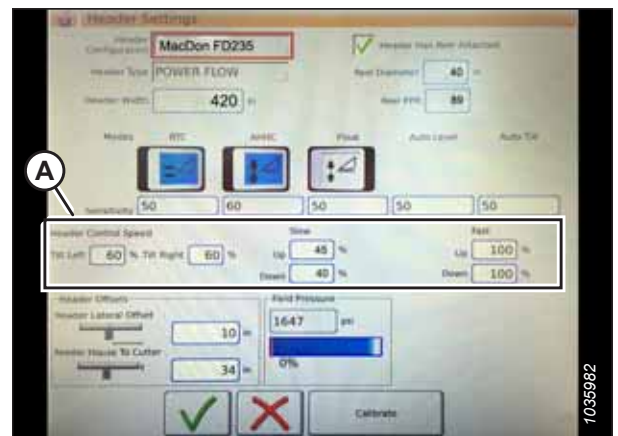 Header Settings
Header Configuration MacDon FD235 Header Has Reel Attached
Header Type POWER FLOW Reel Diameter 40 in
Header Width 420 in Reel PPR 89
Modes RTC AHHC Float Auto Level Auto Tilt
A
Sensitivity 50 60 50 50 50
Header Control Speed Slow Fast
Tilt Left 60 % Tilt Right 60 % Up 45 % Up 100 %
Down 40 % Down 100 %
Header Offsets Field Pressure
Header Lateral Offset 1647 psi
10 in
Feeder House To Cutter 0%
34 in
Calibrate
1035982